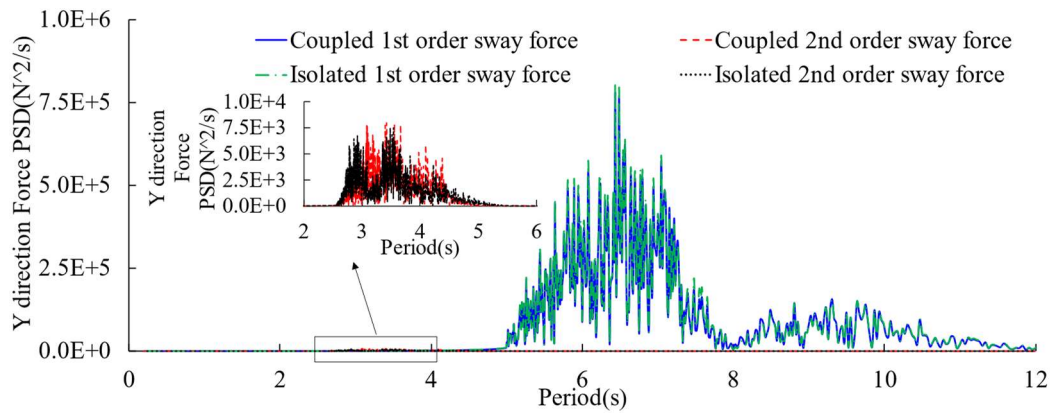 1.0E+6
7.5E+5
5.0E+5
2.5E+5
0.0E+0
Y direction Force PSD(N^2/s)
Coupled 1st order sway force
Coupled 2nd order sway force
Isolated 1st order sway force
Isolated 2nd order sway force
1.0E+4
7.5E+3
5.0E+3
2.5E+3
0.0E+0
Y direction
Force
PSD(N^2/s)
2 3 4 5 6
Period(s)
0 2 4 6 8 10 12
Period(s)